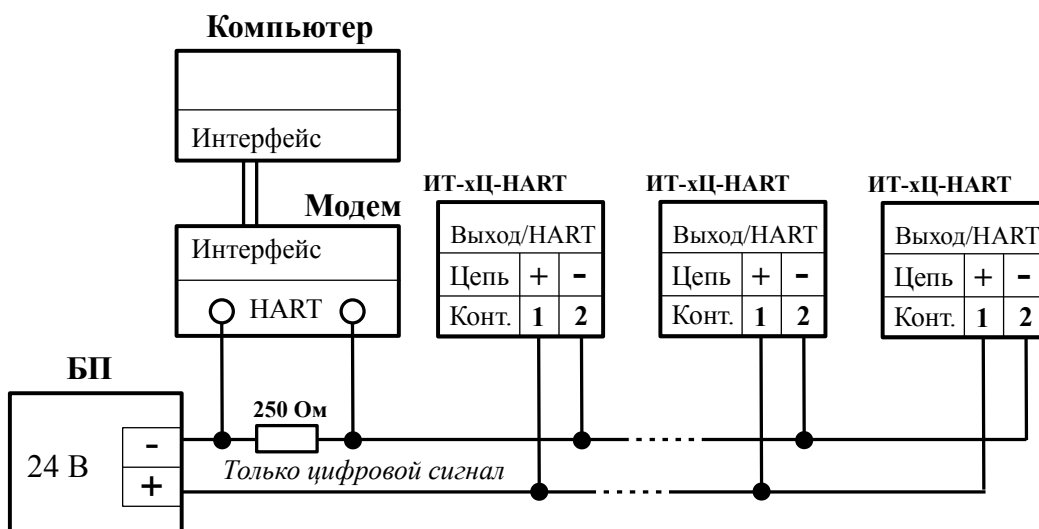 Компьютер
Интерфейс
Модем
Интерфейс
HART
ИТ-хЦ-HART ИТ-хЦ-HART ИТ-хЦ-HART
Выход/HART Выход/HART Выход/HART
Цепь + - Цепь + - Цепь + -
Конт. 1 2 Конт. 1 2 Конт. 1 2
БП
250 Ом
-
24 В
+
Только цифровой сигнал